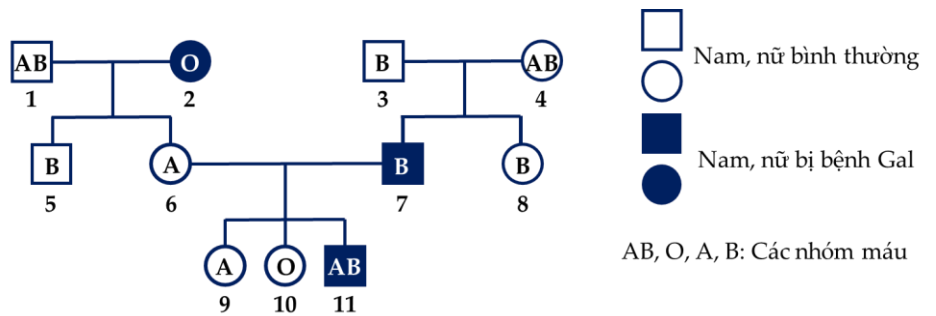 AB O B AB
1 2 3 4
Nam, nữ bình thường
B A B B
5 6 7 8
Nam, nữ bị bệnh Gal
A O AB
9 10 11
AB, O, A, B: Các nhóm máu